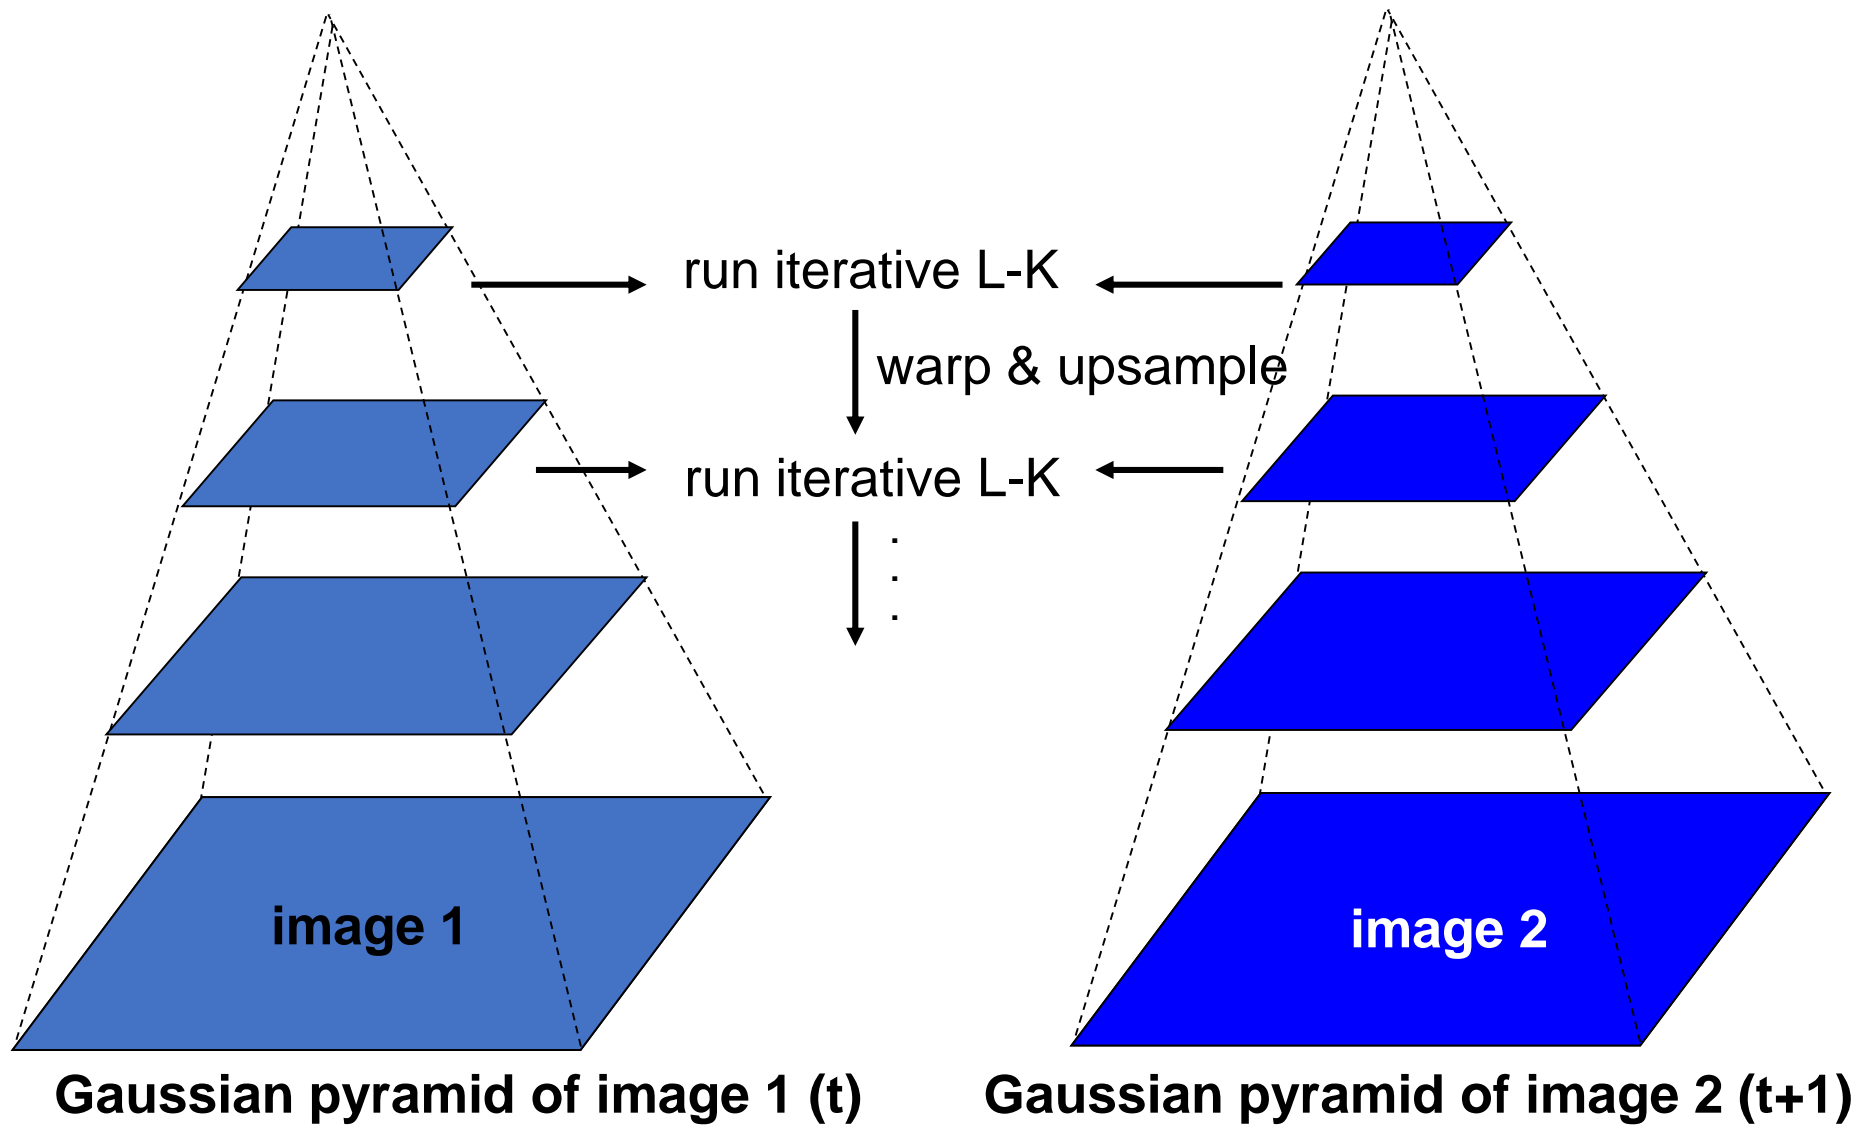 run iterative L-K
warp & upsample
run iterative L-K
.
.
.
image 1
image 2
Gaussian pyramid of image 1 (t)
Gaussian pyramid of image 2 (t+1)